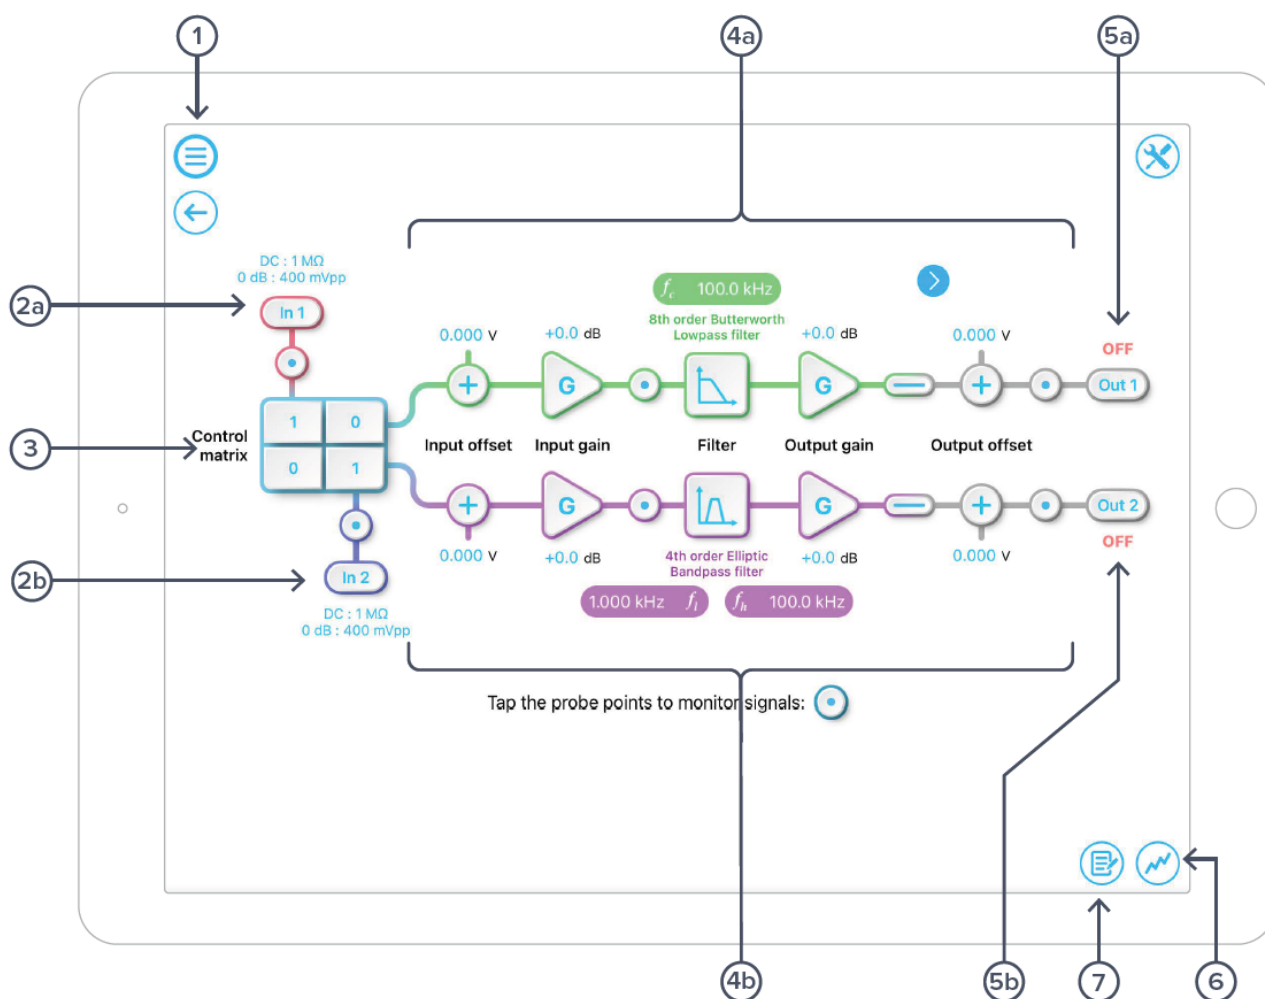 1
4a
5a
DC : 1 MΩ
0 dB : 400 mVpp
2a
In 1
fc 100.0 kHz
8th order Butterworth
Lowpass filter
0.000 V
+0.0 dB
+0.0 dB
0.000 V
OFF
G
G
Out 1
3
Control
matrix
1 0
0 1
Input offset
Input gain
Filter
Output gain
Output offset
G
G
Out 2
0.000 V
+0.0 dB
4th order Elliptic
Bandpass filter
+0.0 dB
0.000 V
OFF
2b
In 2
1.000 kHz fl
fh 100.0 kHz
DC : 1 MΩ
0 dB : 400 mVpp
Tap the probe points to monitor signals:
4b
5b
7
6